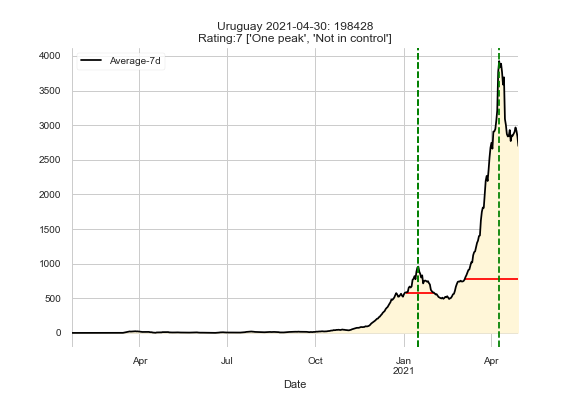 Uruguay 2021-04-30: 198428
Rating:7 ['One peak', 'Not in control']
Average-7d
4000
3500
3000
2500
2000
1500
1000
500
0
Apr Jul Oct Jan Apr
2021
Date